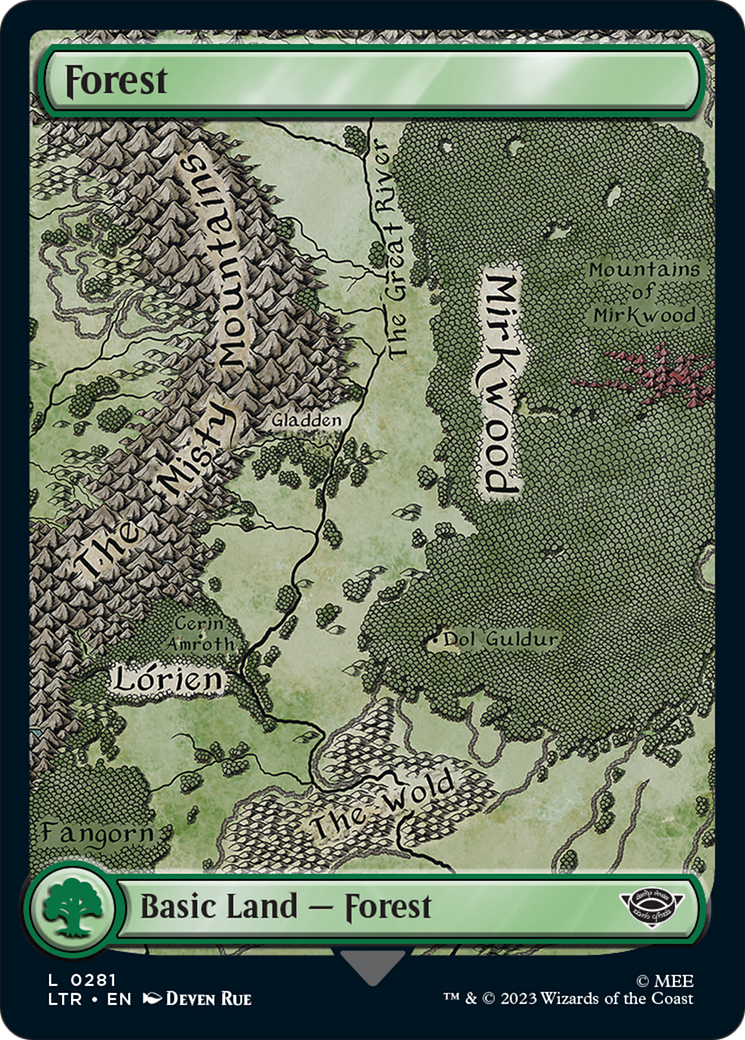 Forest
The Misty Mountains
The Great River
Mirkwood
Mountains
of
Mirkwood
Gladden
Cerin
Amroth
Lórien
Dol Guldur
The Wold
Fangorn
Basic Land — Forest
L 0281
LTR • EN Deven Rue
© MEE
™ & © 2023 Wizards of the Coast